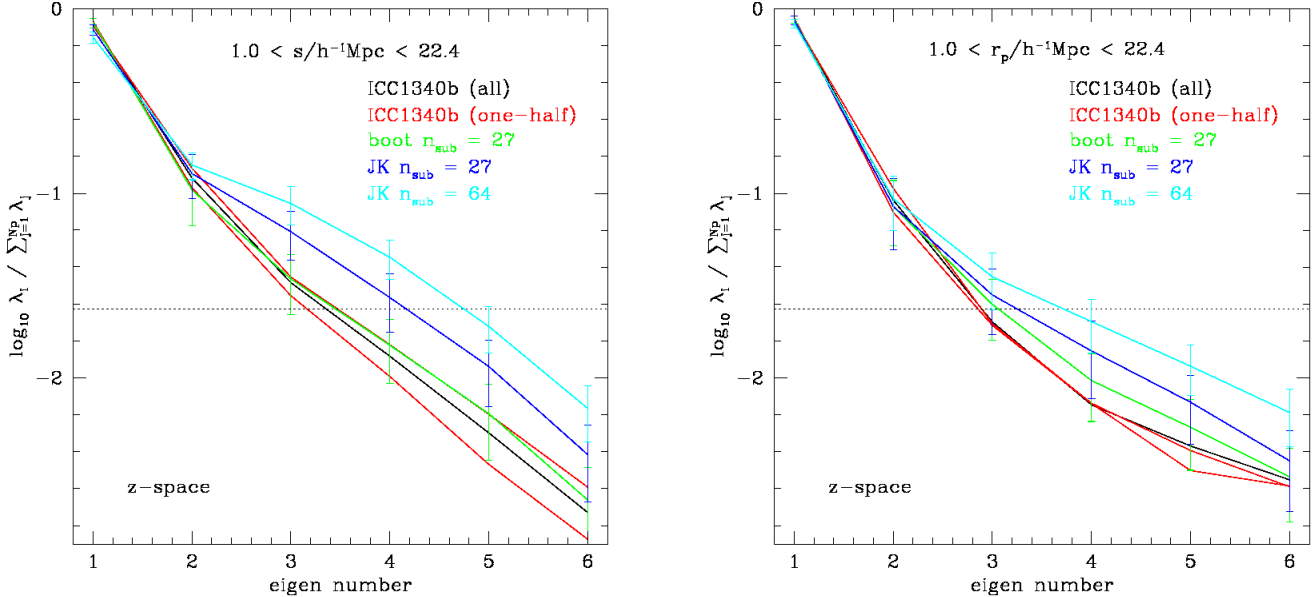 1.0 < s/h⁻¹Mpc < 22.4
ICC1340b (all)
ICC1340b (one-half)
boot n_sub = 27
JK n_sub = 27
JK n_sub = 64
z-space
log₁₀ λ_i / Σ_{j=1}^{Np} λ_j
0
-1
-2
1 2 3 4 5 6
eigen number
1.0 < r_p/h⁻¹Mpc < 22.4
ICC1340b (all)
ICC1340b (one-half)
boot n_sub = 27
JK n_sub = 27
JK n_sub = 64
z-space
log₁₀ λ_i / Σ_{j=1}^{Np} λ_j
0
-1
-2
1 2 3 4 5 6
eigen number